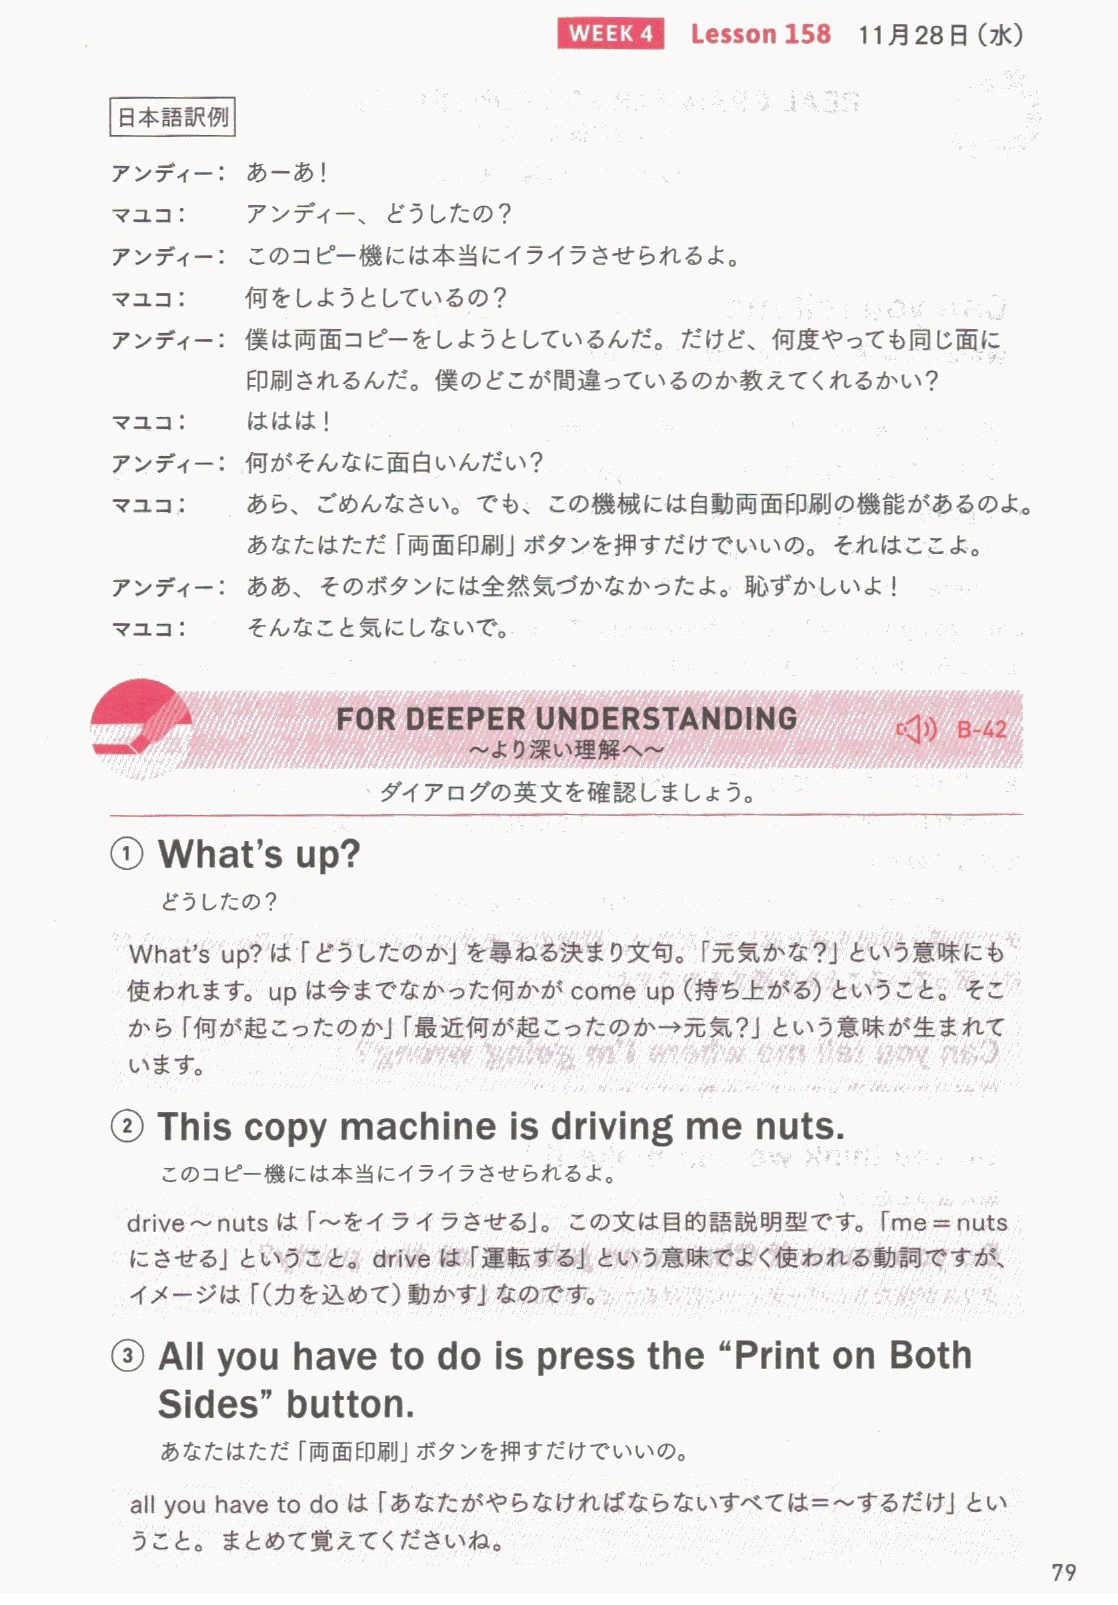 WEEK 4 Lesson 158 11月28日（水）
日本語訳例
アンディー： あーあ！
マユコ： アンディー、どうしたの？
アンディー： このコピー機には本当にイライラさせられるよ。
マユコ： 何をしようとしているの？
アンディー： 僕は両面コピーをしようとしているんだ。だけど、何度やっても同じ面に
印刷されるんだ。僕のどこが間違っているのか教えてくれるかい？
マユコ： ははは！
アンディー： 何がそんなに面白いんだい？
マユコ： あら、ごめんなさい。でも、この機械には自動両面印刷の機能があるのよ。
あなたはただ「両面印刷」ボタンを押すだけでいいの。それはここよ。
アンディー： ああ、そのボタンには全然気づかなかったよ。恥ずかしいよ！
マユコ： そんなこと気にしないで。
FOR DEEPER UNDERSTANDING B-42
〜より深い理解へ〜
ダイアログの英文を確認しましょう。
① What's up?
どうしたの？
What's up? は「どうしたのか」を尋ねる決まり文句。「元気かな？」という意味にも
使われます。up は今までなかった何かが come up（持ち上がる）ということ。そこ
から「何が起こったのか」「最近何が起こったのか→元気？」という意味が生まれて
います。
② This copy machine is driving me nuts.
このコピー機には本当にイライラさせられるよ。
drive〜nuts は「〜をイライラさせる」。この文は目的語説明型です。「me＝nuts
にさせる」ということ。drive は「運転する」という意味でよく使われる動詞ですが、
イメージは「（力を込めて）動かす」なのです。
③ All you have to do is press the “Print on Both
Sides” button.
あなたはただ「両面印刷」ボタンを押すだけでいいの。
all you have to do は「あなたがやらなければならないすべては＝〜するだけ」とい
うこと。まとめて覚えてくださいね。
79